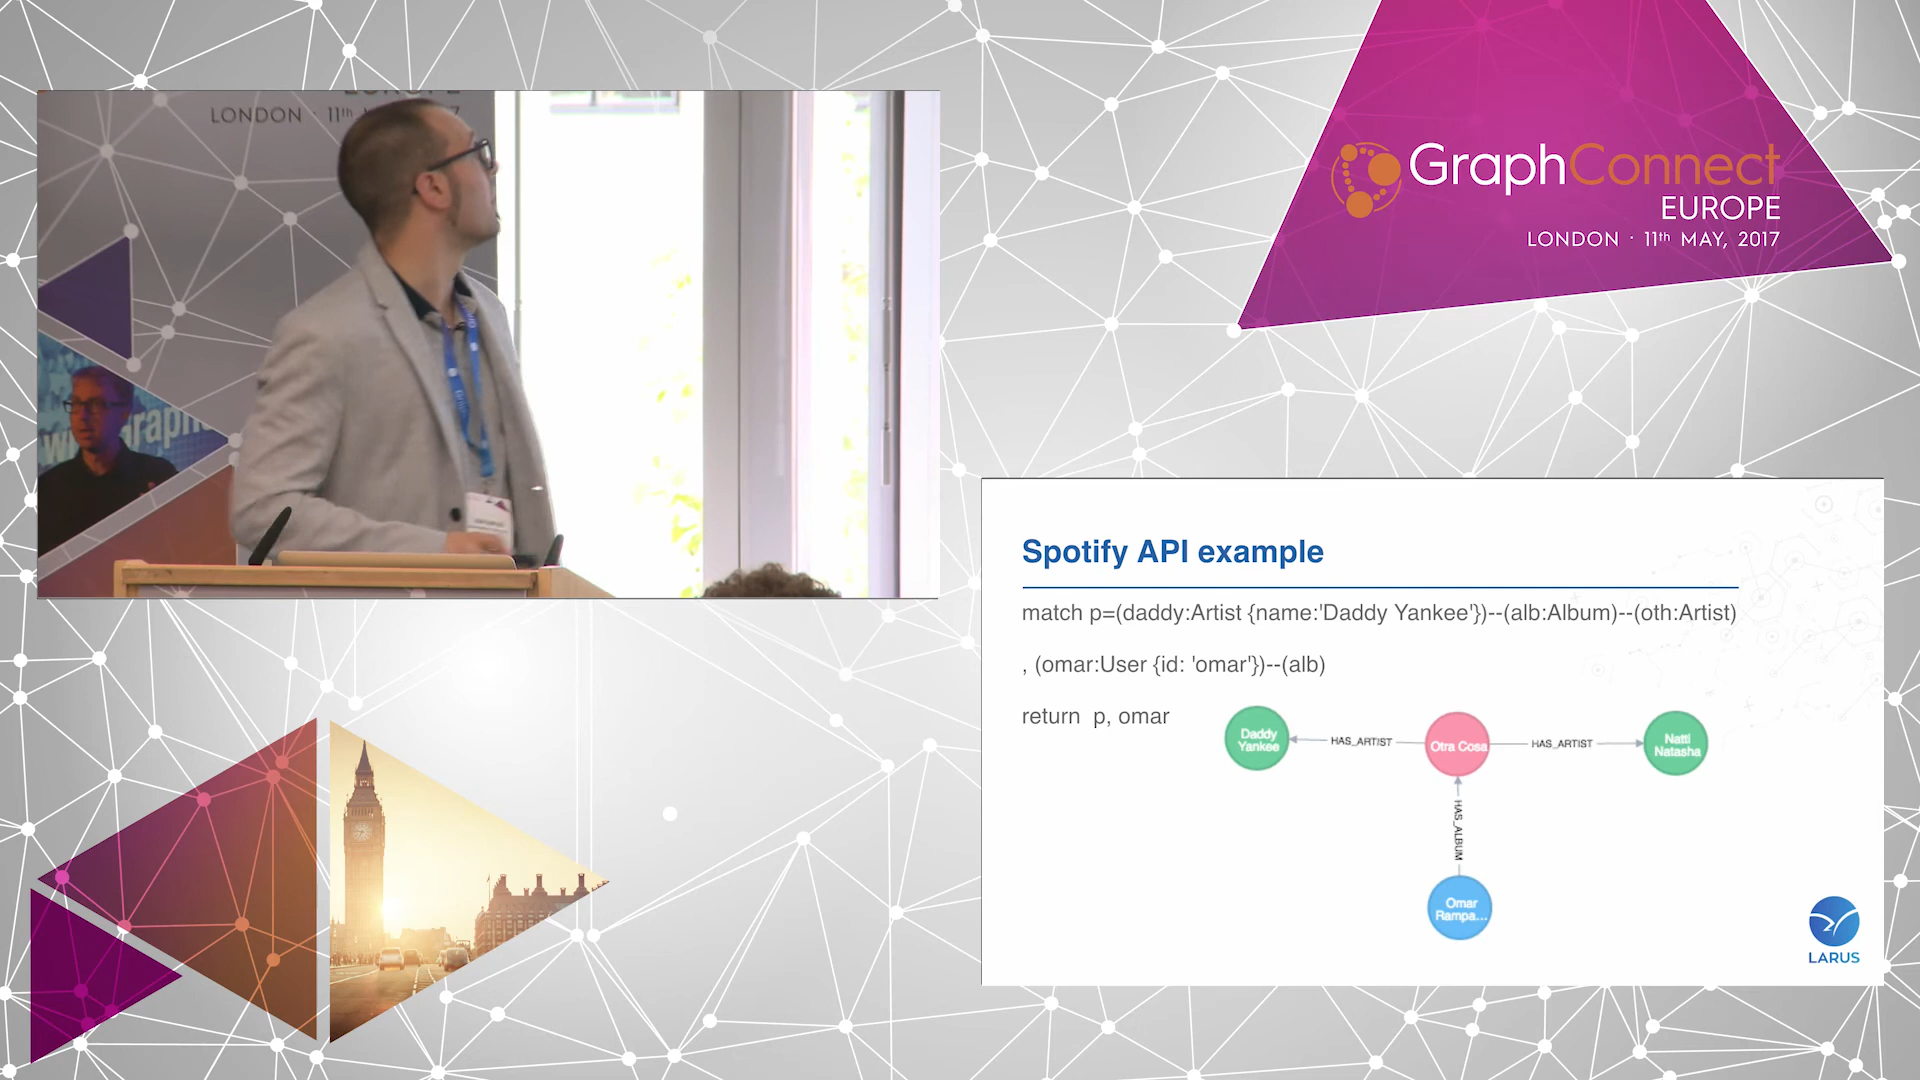 LONDON · 11th
graph
GraphConnect
EUROPE
LONDON · 11th MAY, 2017
Spotify API example
match p=(daddy:Artist {name:'Daddy Yankee'})--(alb:Album)--(oth:Artist)
, (omar:User {id: 'omar'})--(alb)
return p, omar
Daddy
Yankee
HAS_ARTIST
Otra Cosa
HAS_ARTIST
Natti
Natasha
HAS_ALBUM
Omar
Rampa...
LARUS